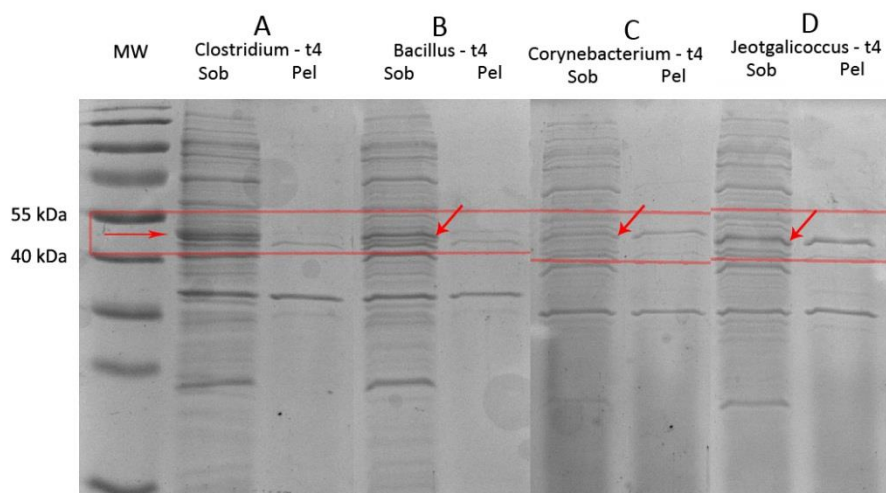 A
B
C
D
MW
Clostridium - t4
Bacillus - t4
Corynebacterium - t4
Jeotgalicoccus - t4
Sob
Pel
Sob
Pel
Sob
Pel
Sob
Pel
55 kDa
40 kDa